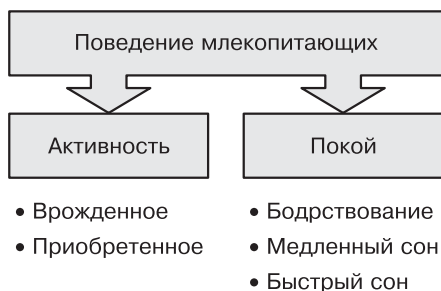 Поведение млекопитающих
Активность
Покой
• Врожденное
• Приобретенное
• Бодрствование
• Медленный сон
• Быстрый сон